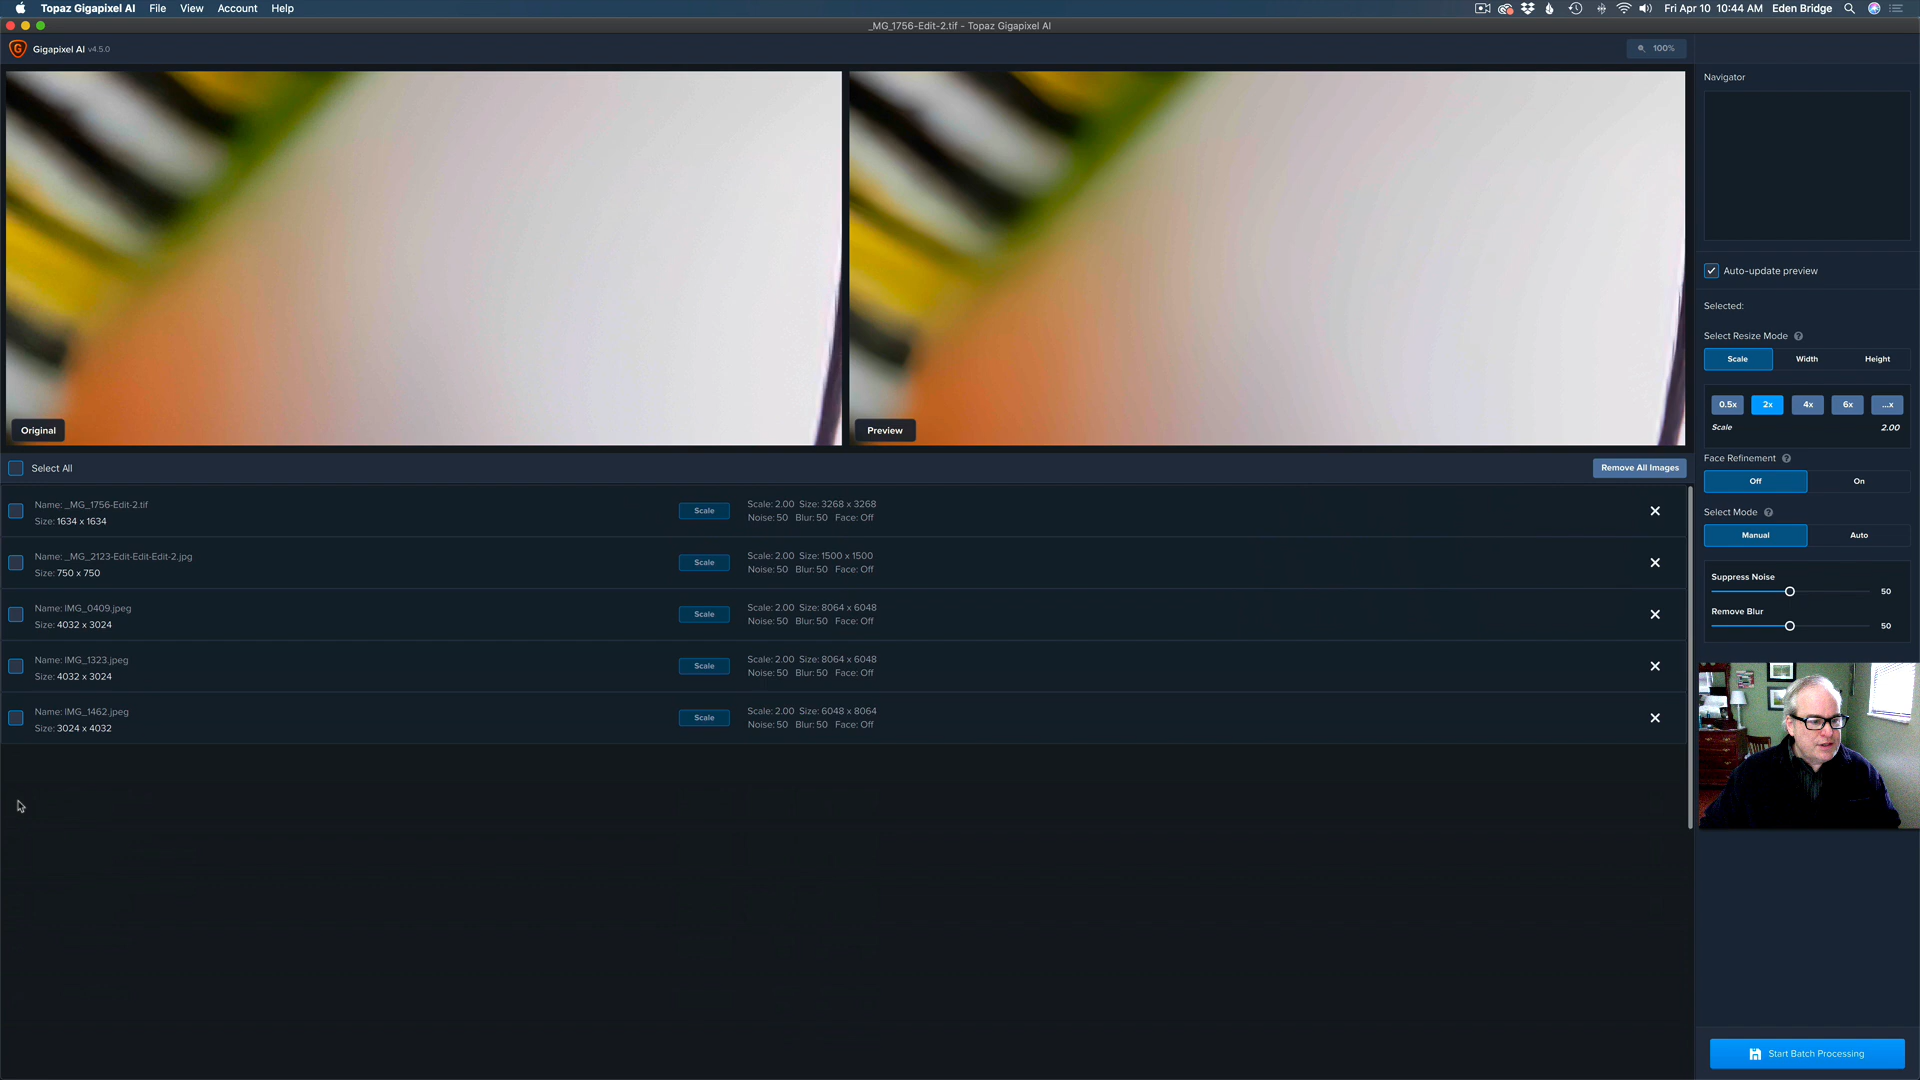 Topaz Gigapixel AI File View Account Help Fri Apr 10 10:44 AM Eden Bridge
_MG_1756-Edit-2.tif - Topaz Gigapixel AI
G Gigapixel AI v4.5.0 100%
Navigator
Original
Preview
Auto-update preview
Selected:
Select Resize Mode ?
Scale Width Height
0.5x 2x 4x 6x ...x
Scale 2.00
Face Refinement ?
Off On
Select Mode ?
Manual Auto
Suppress Noise
50
Remove Blur
50
Select All Remove All Images
Name: _MG_1756-Edit-2.tif
Size: 1634 x 1634
Scale
Scale: 2.00 Size: 3268 x 3268
Noise: 50 Blur: 50 Face: Off
Name: _MG_2123-Edit-Edit-Edit-2.jpg
Size: 750 x 750
Scale
Scale: 2.00 Size: 1500 x 1500
Noise: 50 Blur: 50 Face: Off
Name: IMG_0409.jpeg
Size: 4032 x 3024
Scale
Scale: 2.00 Size: 8064 x 6048
Noise: 50 Blur: 50 Face: Off
Name: IMG_1323.jpeg
Size: 4032 x 3024
Scale
Scale: 2.00 Size: 8064 x 6048
Noise: 50 Blur: 50 Face: Off
Name: IMG_1462.jpeg
Size: 3024 x 4032
Scale
Scale: 2.00 Size: 6048 x 8064
Noise: 50 Blur: 50 Face: Off
Start Batch Processing